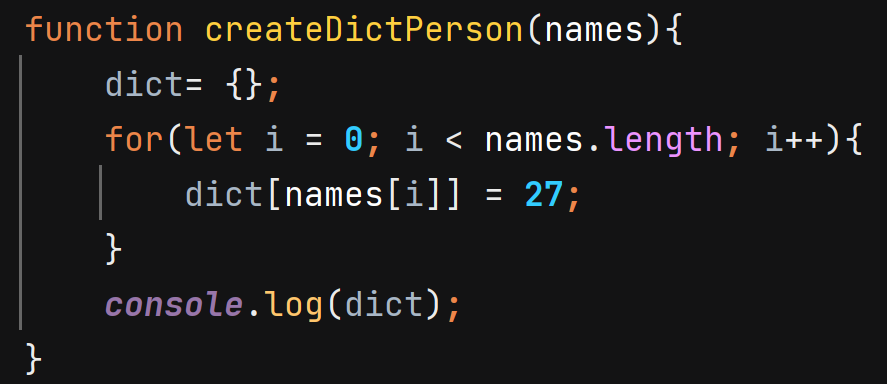 function createDictPerson(names){
    dict= {};
    for(let i = 0; i < names.length; i++){
        dict[names[i]] = 27;
    }
    console.log(dict);
}